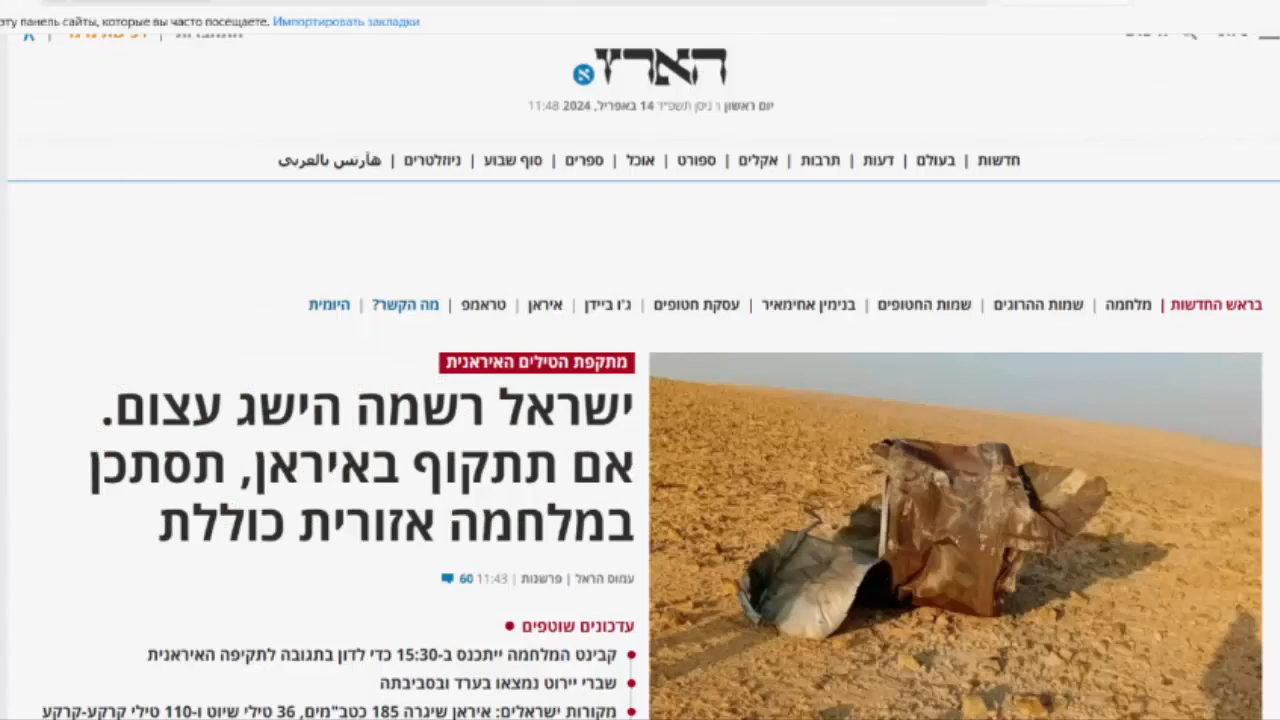 эту панель сайты, которые вы часто посещаете. Импортировать закладки
הארץ
יום ראשון ו ניסן תשפ״ד 14 באפריל, 2024 11:48
חדשות | בעולם | דעות | תרבות | אקלים | ספורט | ספרים | אוכל | סוף שבוע | ניוזלטרים | هآرتس بالعربي
בראש החדשות | מלחמה | שמות ההרוגים | שמות החטופים | בנימין אחימאיר | עסקת חטופים | ג'ו ביידן | איראן | טראמפ | מה הקשר? | היומית
מתקפת הטילים האיראנית
ישראל רשמה הישג עצום.
אם תתקוף באיראן, תסתכן
במלחמה אזורית כוללת
עמוס הראל | פרשנות | 11:43 60
עדכונים שוטפים
קבינט המלחמה ייתכנס ב-15:30 כדי לדון בתגובה לתקיפה האיראנית
שברי יירוט נמצאו בערד ובסביבתה
מקורות ישראלים: איראן שיגרה 185 כטב"מים, 36 טילי שיוט ו-110 טילי קרקע-קרקע